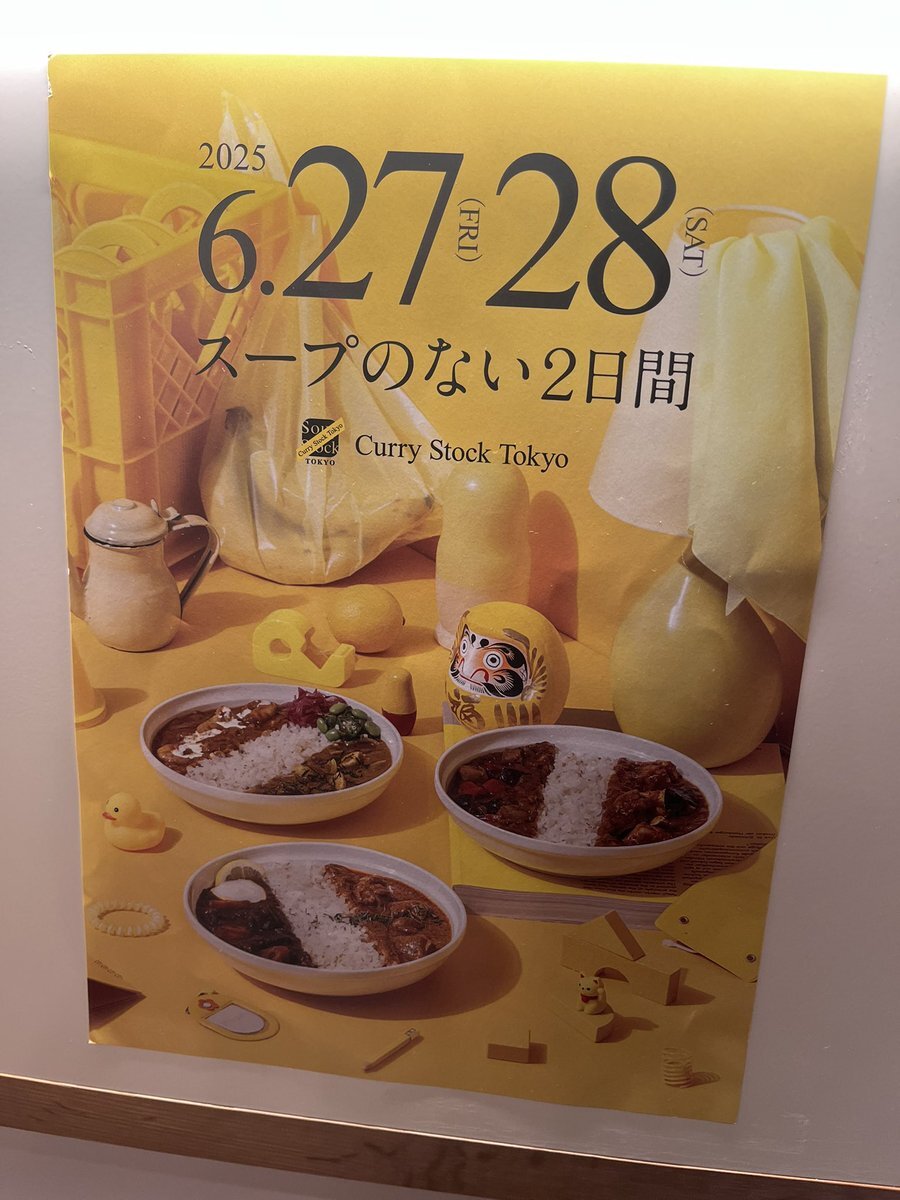 2025
6.27(FRI)28(SAT)
スープのない2日間
Curry Stock Tokyo
Curry Stock Tokyo
TOKYO